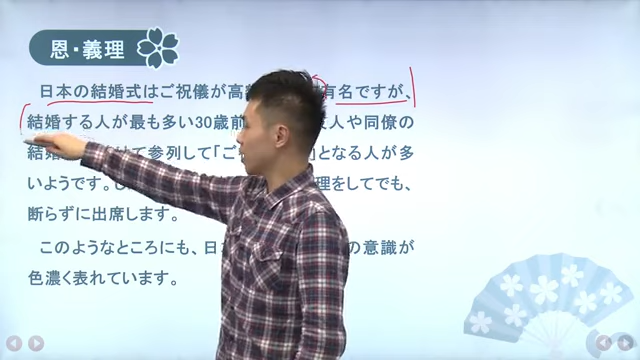 恩・義理
日本の結婚式はご祝儀が高 有名ですが、
結婚する人が最も多い30歳前 人や同僚の
結婚 て参列して「ご 」となる人が多
いようです。 理をしてでも、
断らずに出席します。
このようなところにも、日 の意識が
色濃く表れています。